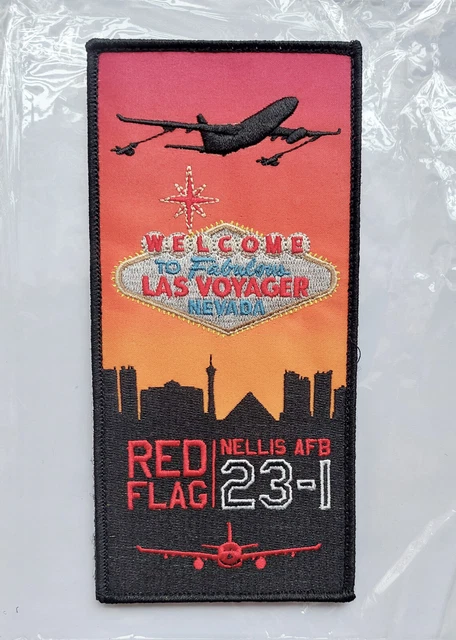 WELCOME
TO Fabulous
LAS VOYAGER
NEVADA
RED
FLAG
NELLIS AFB
23-1